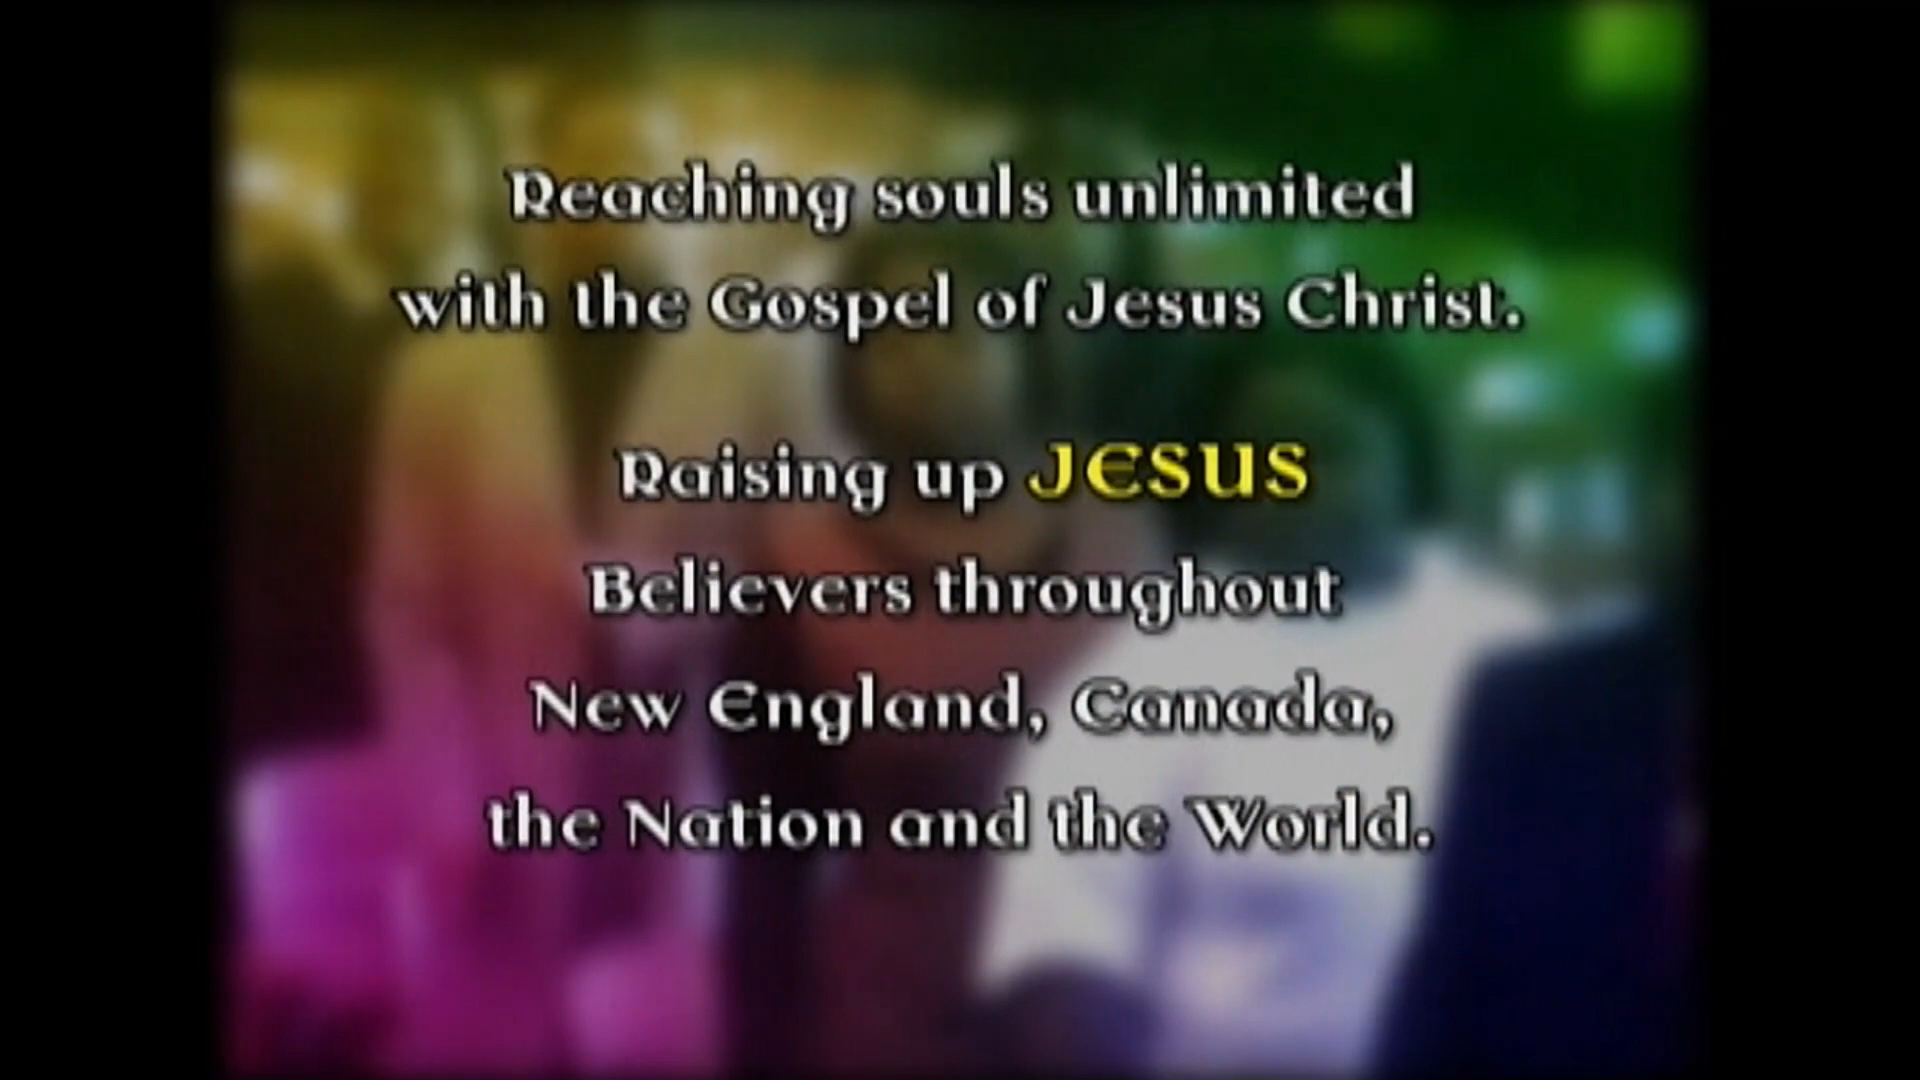 Reaching souls unlimited
with the Gospel of Jesus Christ.
Raising up JESUS
Believers throughout
New England, Canada,
the Nation and the World.